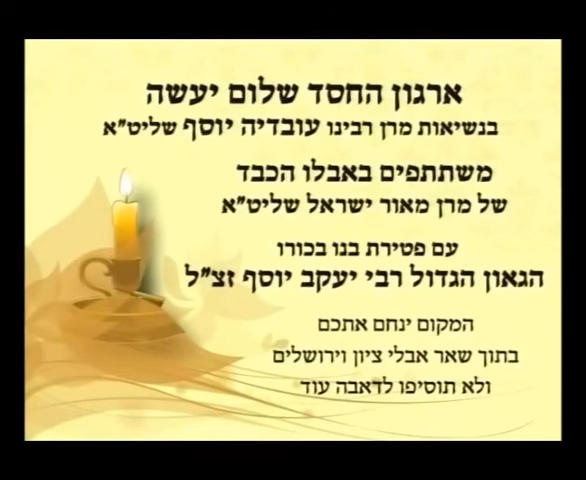 ארגון החסד שלום יעשה
בנשיאות מרן רבינו עובדיה יוסף שליט"א
משתתפים באבלו הכבד
של מרן מאור ישראל שליט"א
עם פטירת בנו בכורו
הגאון הגדול רבי יעקב יוסף זצ"ל
המקום ינחם אתכם
בתוך שאר אבלי ציון וירושלים
ולא תוסיפו לדאבה עוד